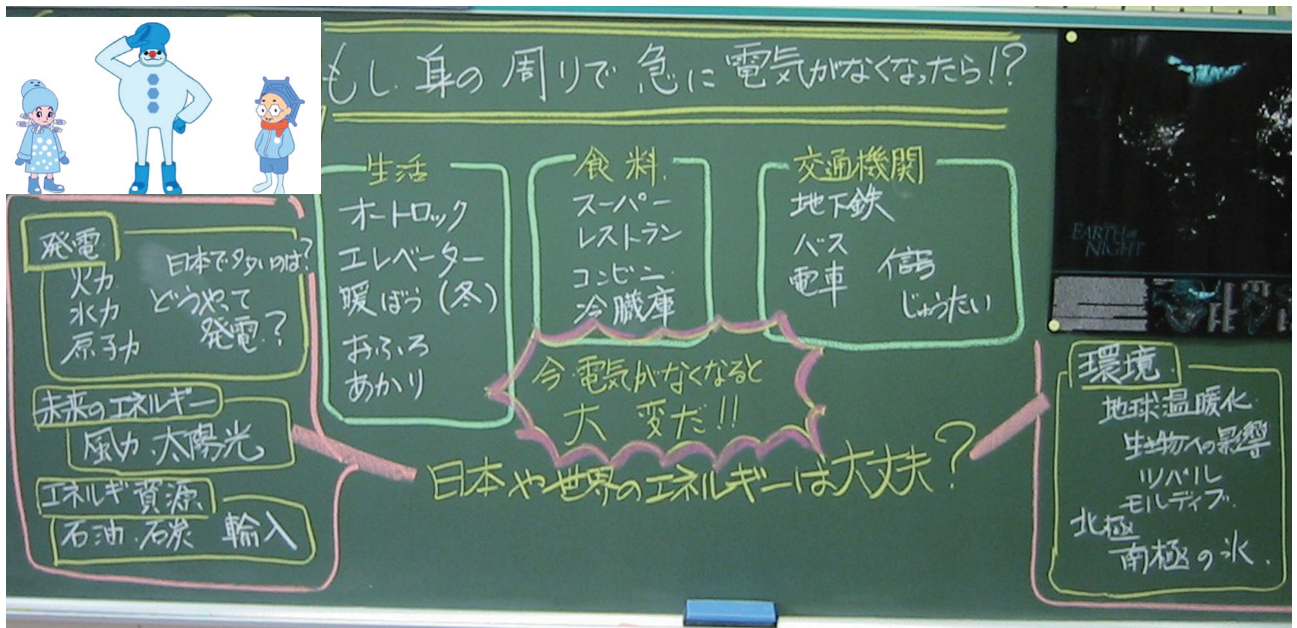 もし 身の周りで急に電気がなくなったら!?
生活
オートロック
エレベーター
暖ぼう(冬)
おふろ
あかり
食料
スーパー
レストラン
コンビニ
冷臓庫
交通機関
地下鉄
バス
電車
信号
じゅうたい
EARTH at NIGHT
今電気がなくなると
大変だ!!
日本や世界のエネルギーは大丈夫?
発電
火力
水力
原子力
日本で多いのは?
どうやって
発電?
未来のエネルギー
風力・太陽光
エネルギ資源
石油・石炭 輸入
環境
地球温暖化
生物への影響
ツバル
モルディブ
北極
南極の氷